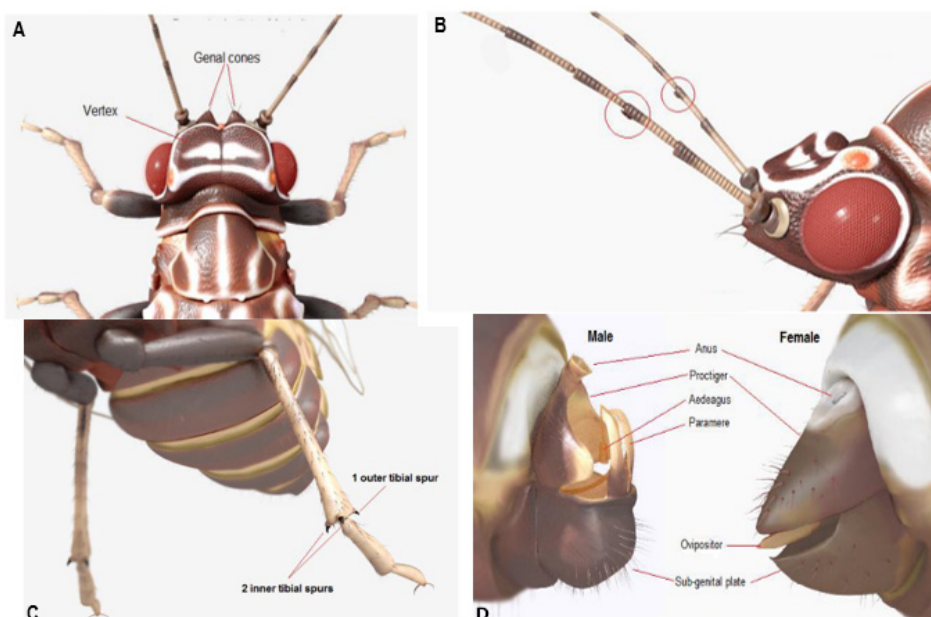 A
Genal cones
Vertex
B
1 outer tibial spur
2 inner tibial spurs
C
Male
Female
Anus
Proctiger
Aedeagus
Paramere
Ovipositor
Sub-genital plate
D